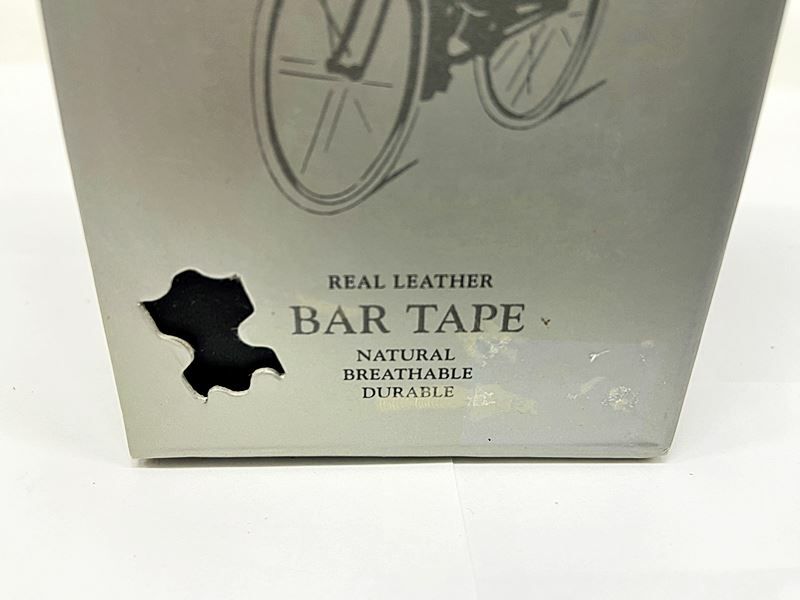 REAL LEATHER
BAR TAPE
NATURAL
BREATHABLE
DURABLE